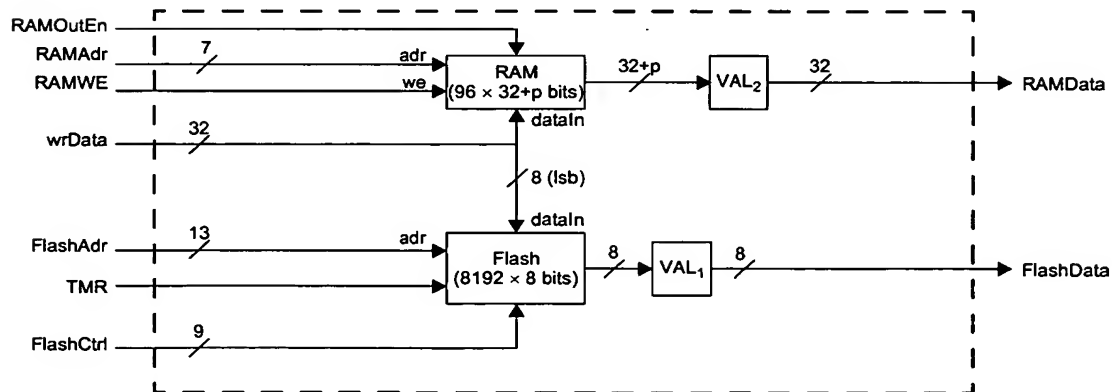 RAMOutEn
RAMAdr 7 adr
RAMWE we
RAM
(96 × 32+p bits)
32+p VAL₂ 32 RAMData
dataIn
wrData 32
8 (lsb)
dataIn
FlashAdr 13 adr
Flash
(8192 × 8 bits)
8 VAL₁ 8 FlashData
TMR
FlashCtrl 9